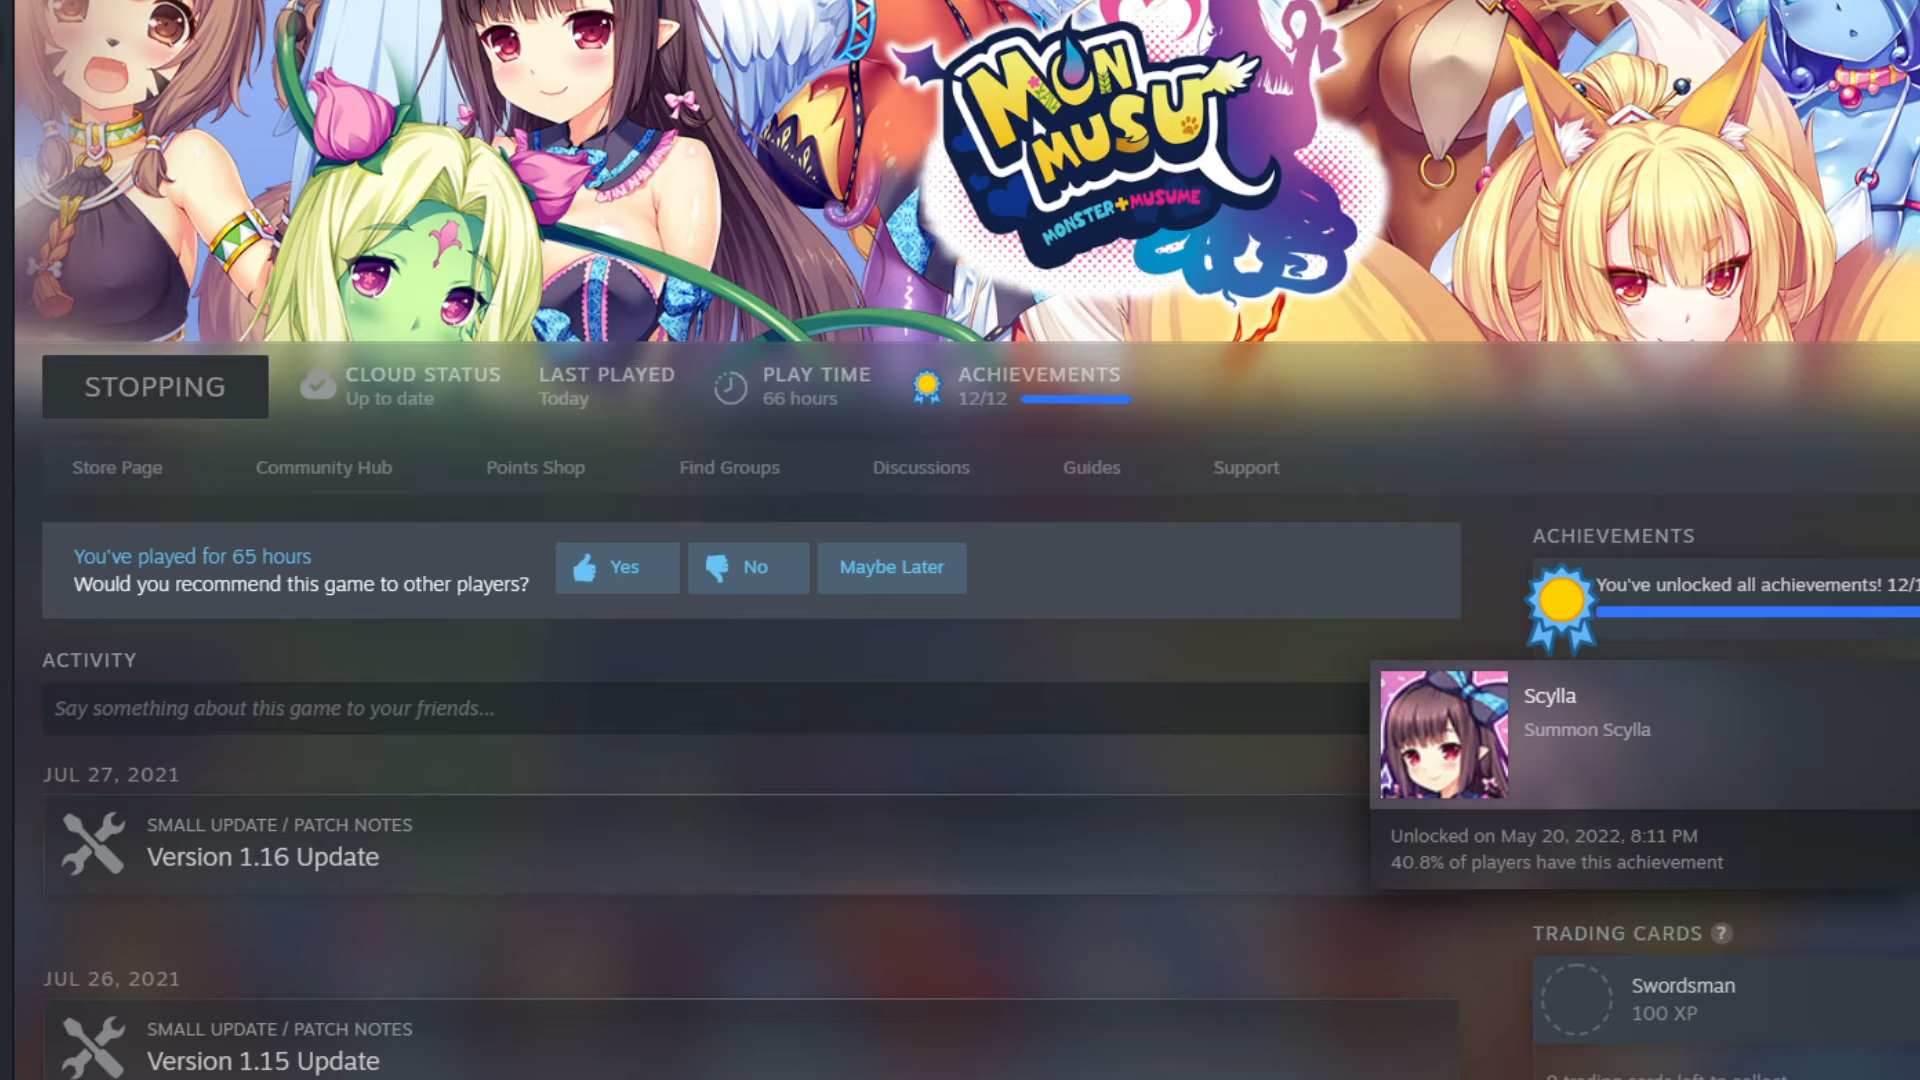 MON
MUSU
MONSTER+MUSUME
STOPPING
CLOUD STATUS
Up to date
LAST PLAYED
Today
PLAY TIME
66 hours
ACHIEVEMENTS
12/12
Store Page
Community Hub
Points Shop
Find Groups
Discussions
Guides
Support
You've played for 65 hours
Would you recommend this game to other players?
Yes
No
Maybe Later
ACHIEVEMENTS
You've unlocked all achievements! 12/1
ACTIVITY
Say something about this game to your friends...
Scylla
Summon Scylla
Unlocked on May 20, 2022, 8:11 PM
40.8% of players have this achievement
JUL 27, 2021
SMALL UPDATE / PATCH NOTES
Version 1.16 Update
TRADING CARDS ?
Swordsman
100 XP
JUL 26, 2021
SMALL UPDATE / PATCH NOTES
Version 1.15 Update